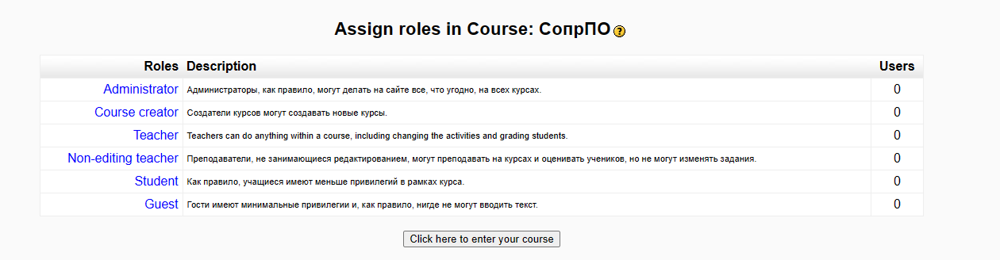 Assign roles in Course: СопрПО ?
Roles Description Users
Administrator Администраторы, как правило, могут делать на сайте все, что угодно, на всех курсах. 0
Course creator Создатели курсов могут создавать новые курсы. 0
Teacher Teachers can do anything within a course, including changing the activities and grading students. 0
Non-editing teacher Преподаватели, не занимающиеся редактированием, могут преподавать на курсах и оценивать учеников, но не могут изменять задания. 0
Student Как правило, учащиеся имеют меньше привилегий в рамках курса. 0
Guest Гости имеют минимальные привилегии и, как правило, нигде не могут вводить текст. 0
Click here to enter your course